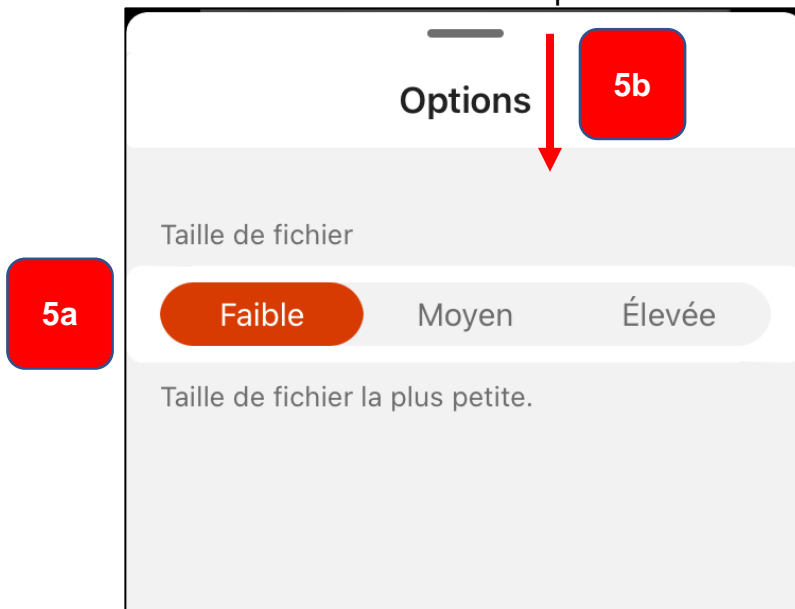 5b
Options
Taille de fichier
5a
Faible Moyen Élevée
Taille de fichier la plus petite.